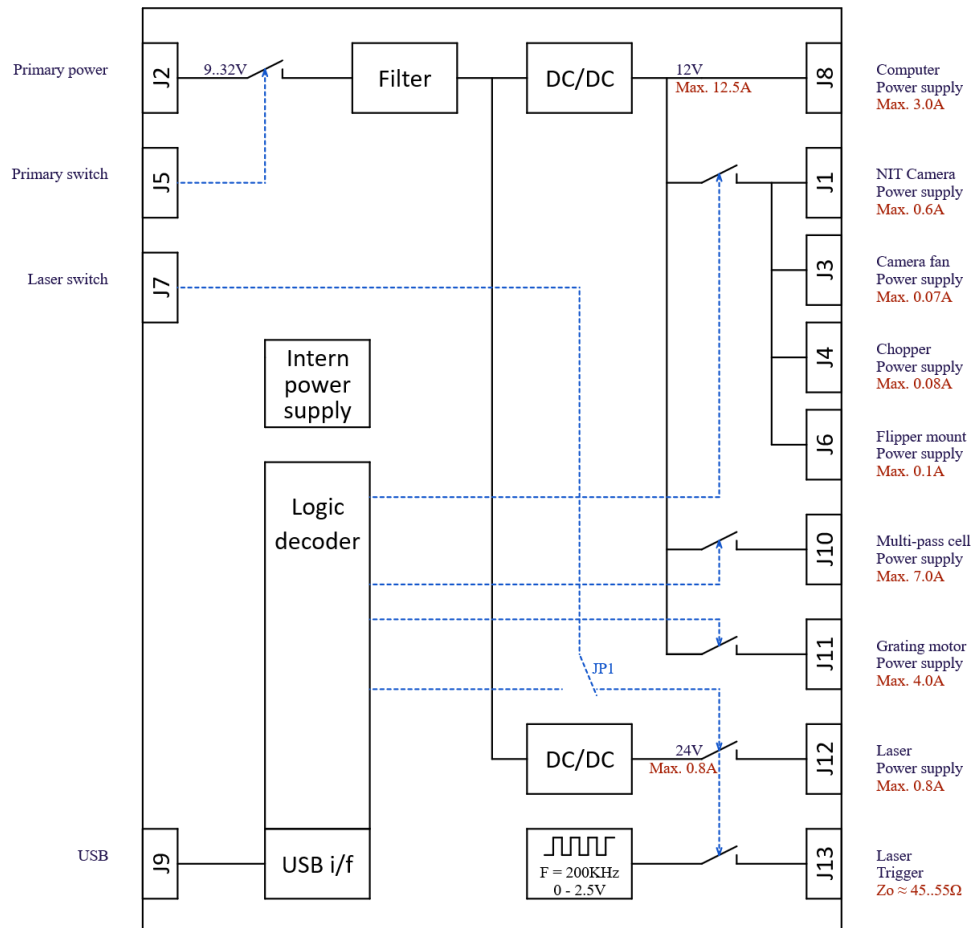 Primary power
J2
9..32V
Filter
DC/DC
12V
Max. 12.5A
J8
Computer
Power supply
Max. 3.0A
Primary switch
J5
J1
NIT Camera
Power supply
Max. 0.6A
Laser switch
J7
J3
Camera fan
Power supply
Max. 0.07A
Intern
power
supply
J4
Chopper
Power supply
Max. 0.08A
J6
Flipper mount
Power supply
Max. 0.1A
Logic
decoder
J10
Multi-pass cell
Power supply
Max. 7.0A
JP1
J11
Grating motor
Power supply
Max. 4.0A
DC/DC
24V
Max. 0.8A
J12
Laser
Power supply
Max. 0.8A
USB
J9
USB i/f
F = 200KHz
0 - 2.5V
J13
Laser
Trigger
Zo ≈ 45..55Ω